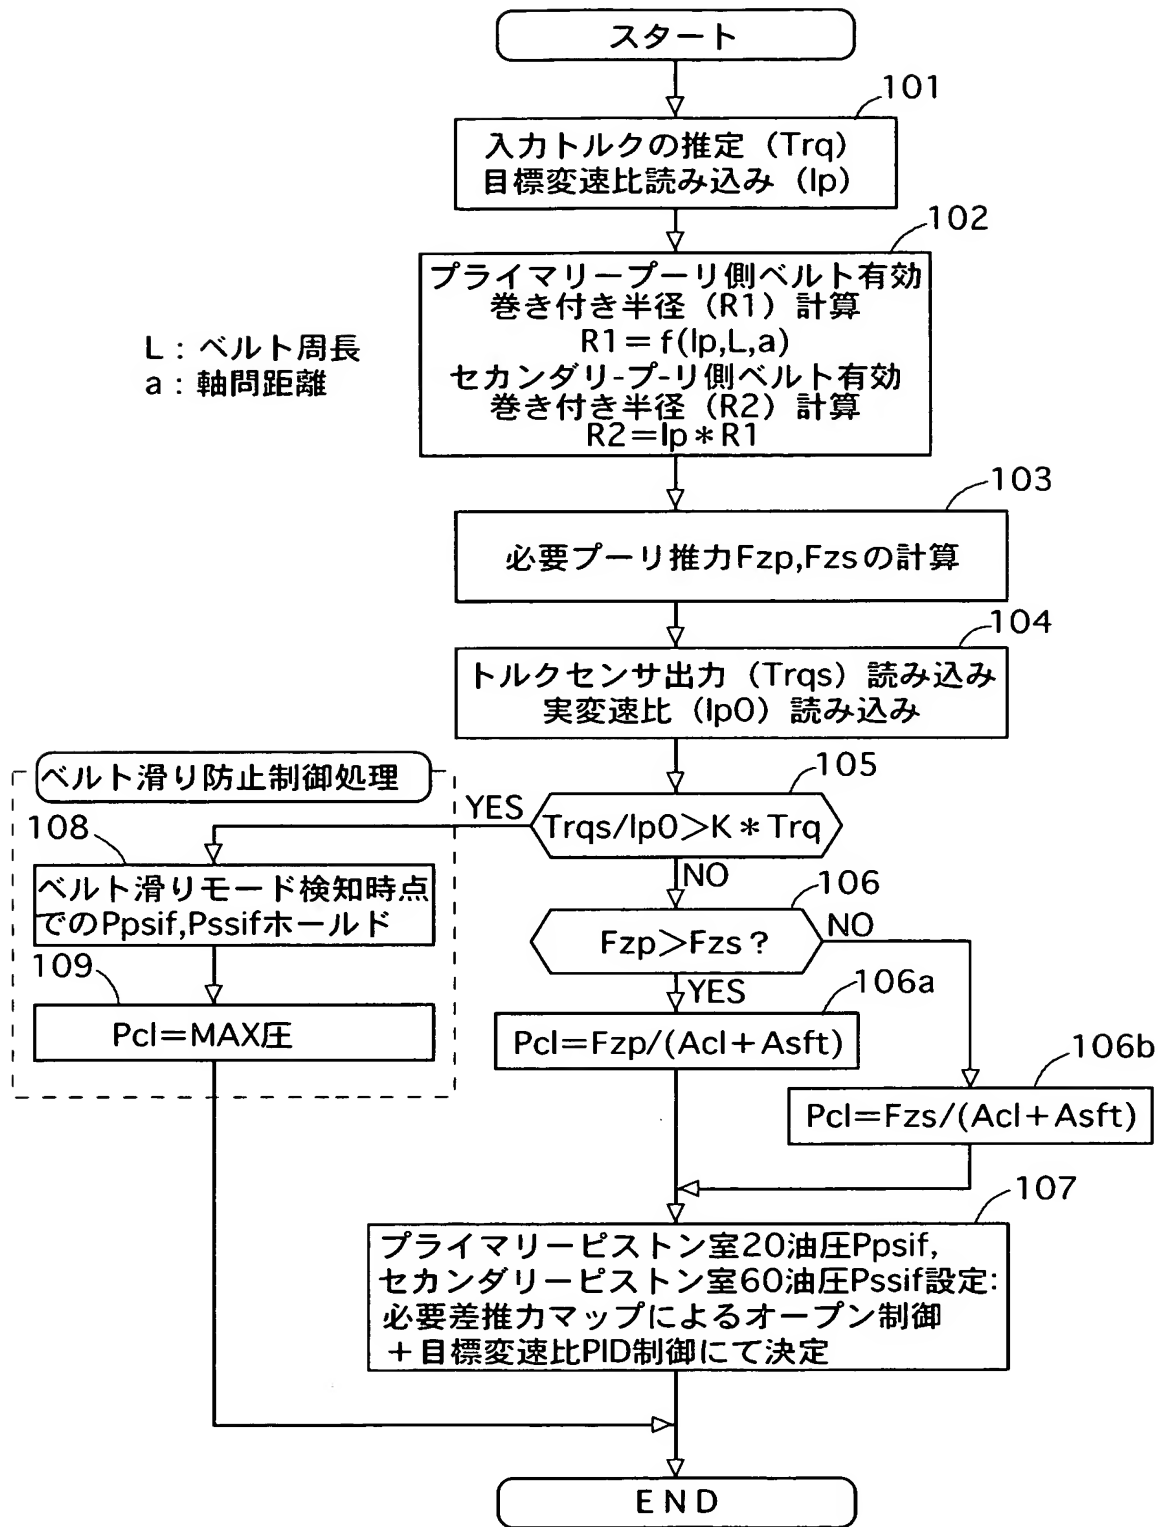 スタート
101
入力トルクの推定（Trq）
目標変速比読み込み（Ip）
102
プライマリープーリ側ベルト有効
巻き付き半径（R1）計算
R1＝f(Ip,L,a)
セカンダリ-プ-リ側ベルト有効
巻き付き半径（R2）計算
R2＝Ip＊R1
L：ベルト周長
a：軸問距離
103
必要プーリ推力Fzp,Fzsの計算
104
トルクセンサ出力（Trqs）読み込み
実変速比（Ip0）読み込み
105
Trqs/Ip0＞K＊Trq
YES
NO
ベルト滑り防止制御処理
108
ベルト滑りモード検知時点
でのPpsif,Pssifホールド
109
Pcl＝MAX圧
106
Fzp＞Fzs？
NO
YES
106a
Pcl＝Fzp/(Acl＋Asft)
106b
Pcl＝Fzs/(Acl＋Asft)
107
プライマリーピストン室20油圧Ppsif,
セカンダリーピストン室60油圧Pssif設定:
必要差推力マップによるオープン制御
＋目標変速比PID制御にて決定
END